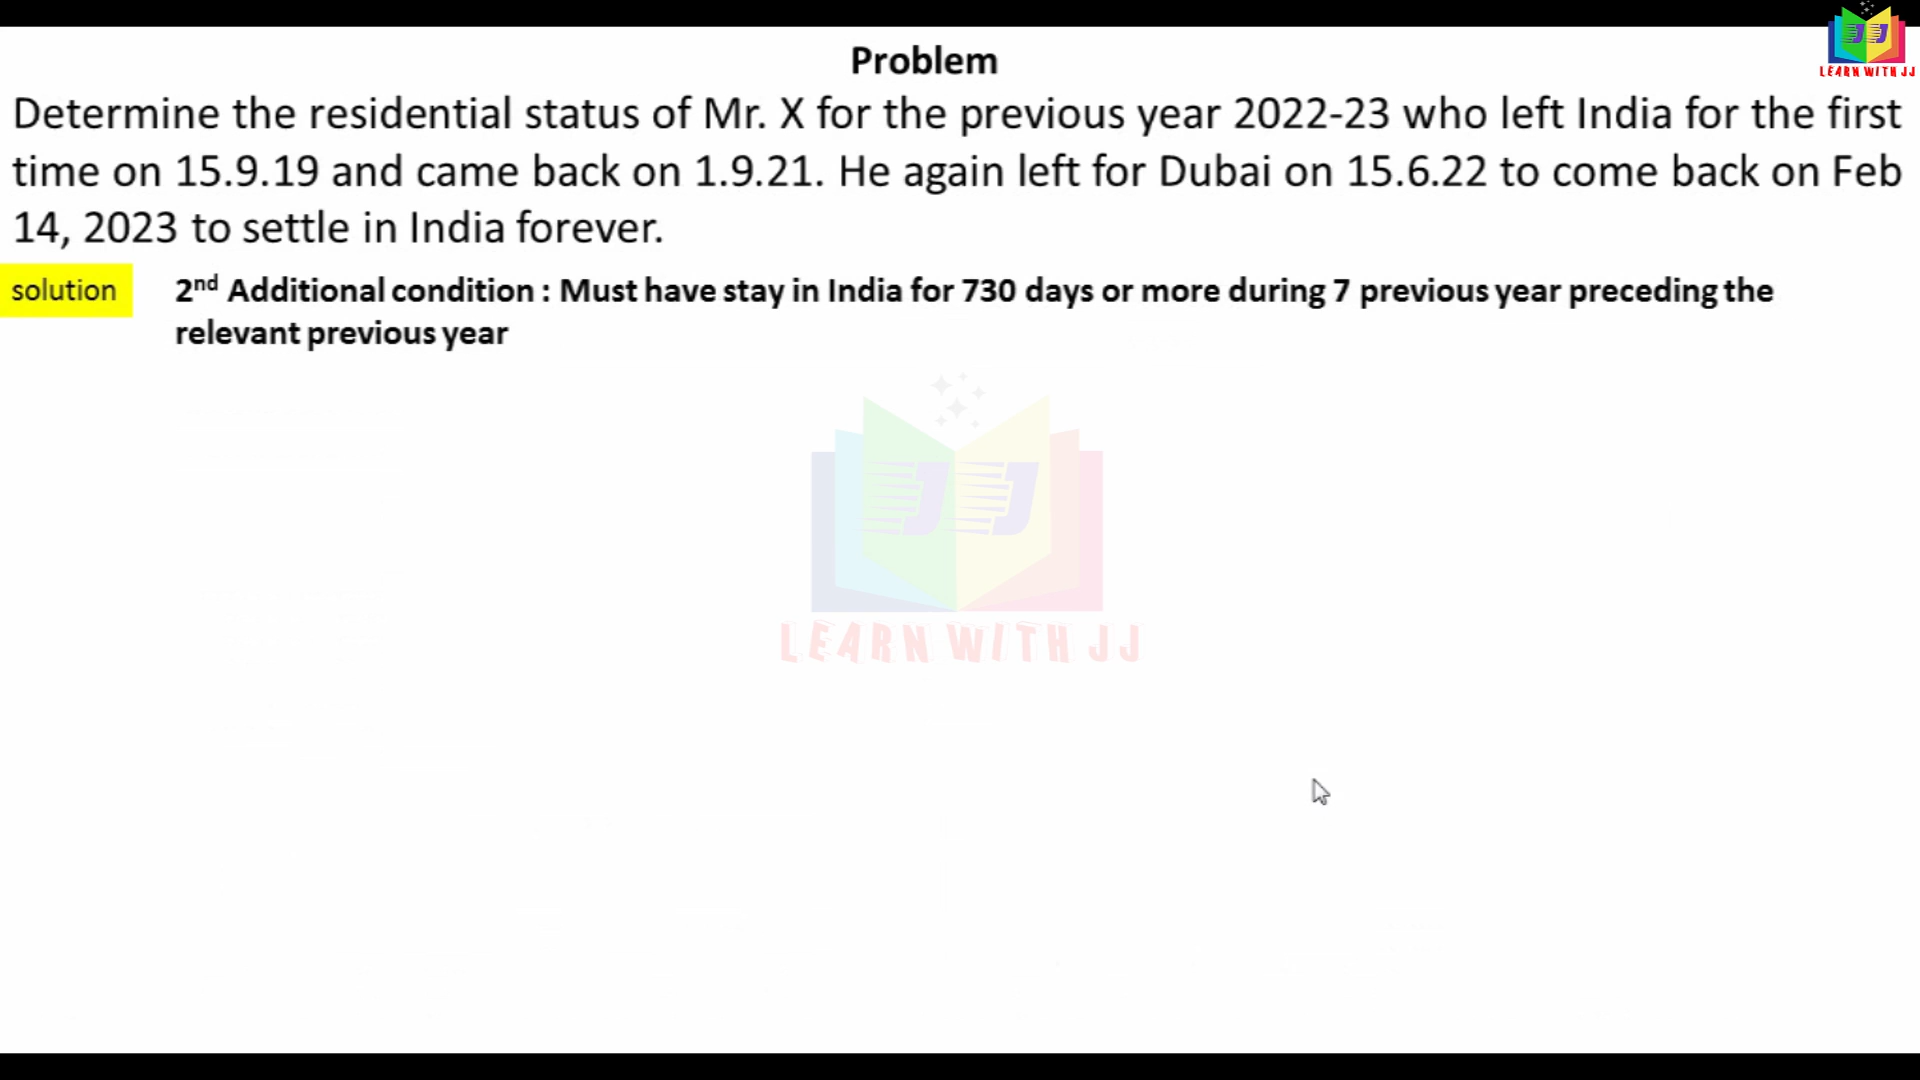 Problem
LEARN WITH JJ
Determine the residential status of Mr. X for the previous year 2022-23 who left India for the first
time on 15.9.19 and came back on 1.9.21. He again left for Dubai on 15.6.22 to come back on Feb
14, 2023 to settle in India forever.
solution
2nd Additional condition : Must have stay in India for 730 days or more during 7 previous year preceding the
relevant previous year
JJ
LEARN WITH JJ